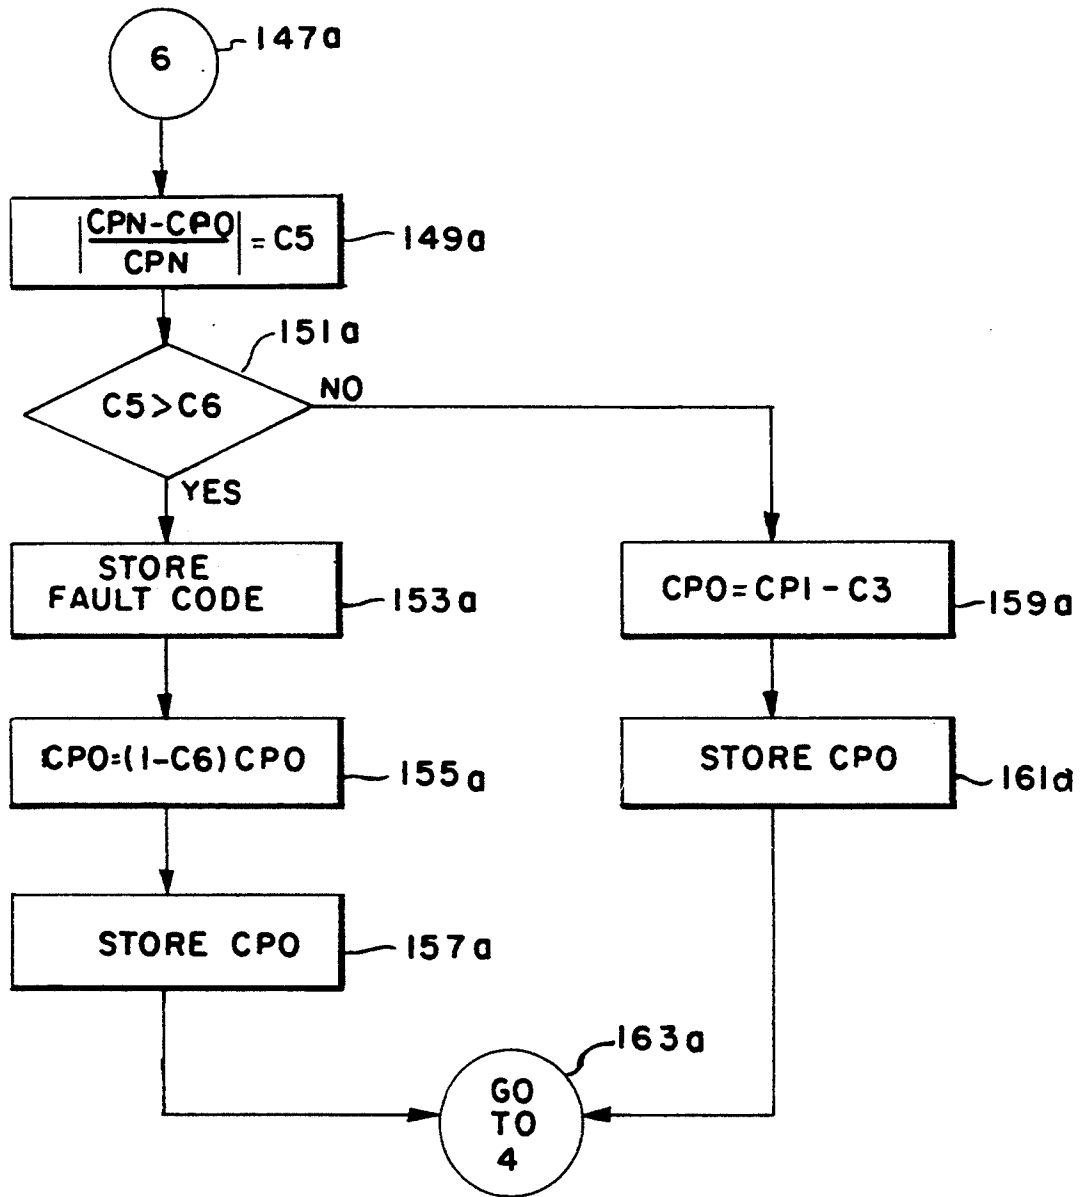 6
147a
|CPN-CPO
CPN| = C5
149a
151a
C5>C6
NO
YES
STORE
FAULT CODE
153a
CPO=CPI-C3
159a
CPO=(1-C6)CPO
155a
STORE CPO
161a
STORE CPO
157a
163a
GO
TO
4